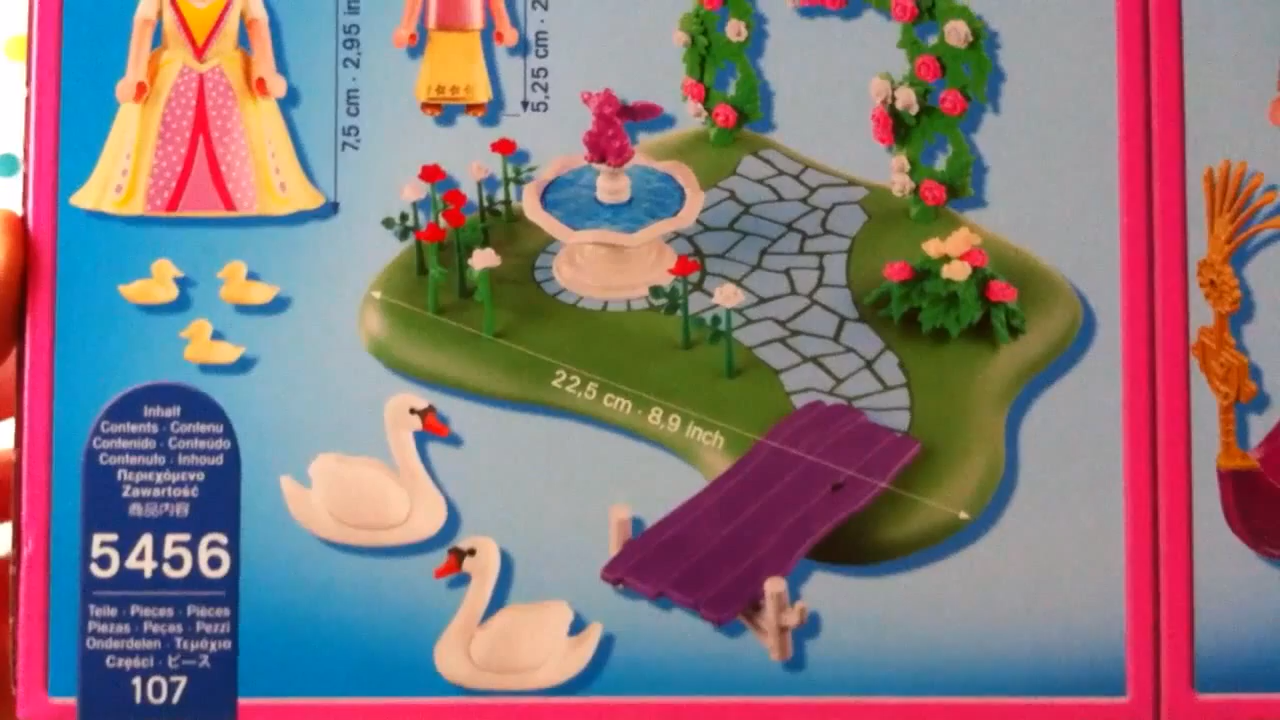 7,5 cm · 2,95 in
5,25 cm · 2
22,5 cm · 8,9 inch
Inhalt
Contents · Contenu
Contenido · Conteúdo
Contenuto · Inhoud
Περιεχόμενο
Zawartość
商品内容
5456
Teile · Pieces · Pièces
Piezas · Peças · Pezzi
Onderdelen · Τεμάχια
Części · ピース
107